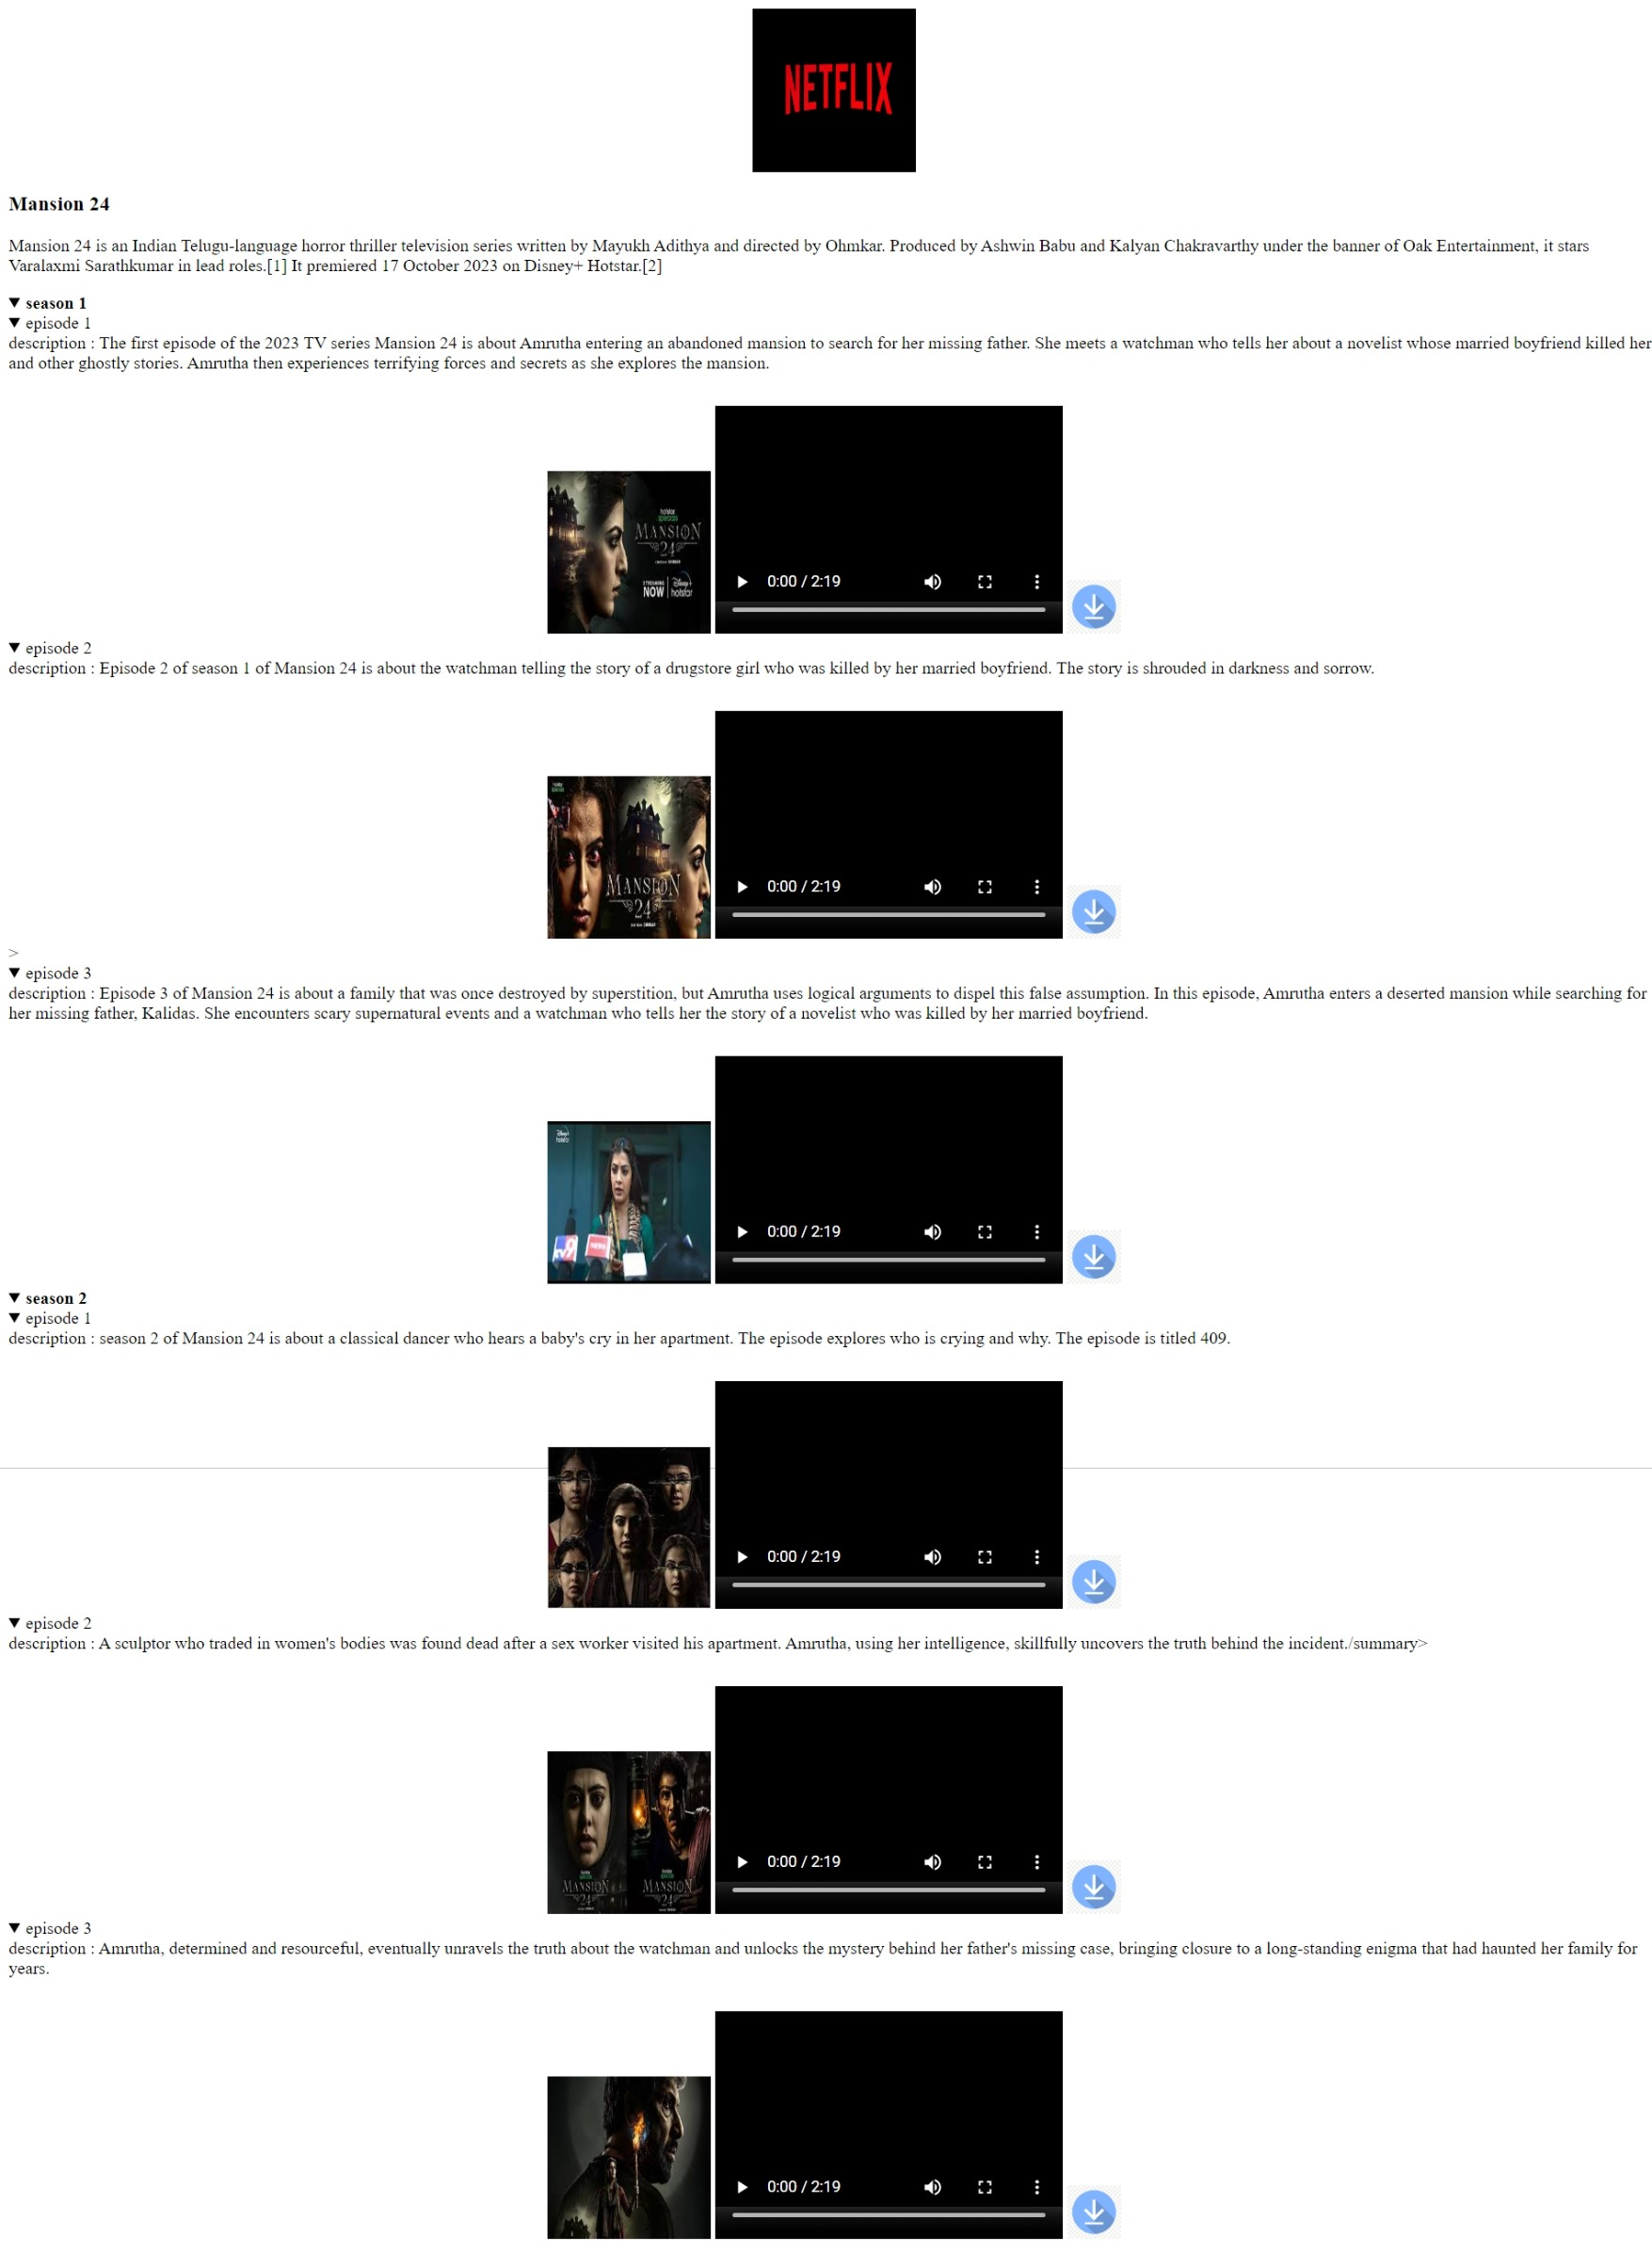 NETFLIX
Mansion 24
Mansion 24 is an Indian Telugu-language horror thriller television series written by Mayukh Adithya and directed by Ohmkar. Produced by Ashwin Babu and Kalyan Chakravarthy under the banner of Oak Entertainment, it stars
Varalaxmi Sarathkumar in lead roles.[1] It premiered 17 October 2023 on Disney+ Hotstar.[2]
▼ season 1
▼ episode 1
description : The first episode of the 2023 TV series Mansion 24 is about Amrutha entering an abandoned mansion to search for her missing father. She meets a watchman who tells her about a novelist whose married boyfriend killed her
and other ghostly stories. Amrutha then experiences terrifying forces and secrets as she explores the mansion.
hotstar
specials
MANSION
24
STREAMING
NOW
Disney+
hotstar
0:00 / 2:19
▼ episode 2
description : Episode 2 of season 1 of Mansion 24 is about the watchman telling the story of a drugstore girl who was killed by her married boyfriend. The story is shrouded in darkness and sorrow.
MANSION
24
0:00 / 2:19
>
▼ episode 3
description : Episode 3 of Mansion 24 is about a family that was once destroyed by superstition, but Amrutha uses logical arguments to dispel this false assumption. In this episode, Amrutha enters a deserted mansion while searching for
her missing father, Kalidas. She encounters scary supernatural events and a watchman who tells her the story of a novelist who was killed by her married boyfriend.
Disney+
hotstar
tv9
NEWS
0:00 / 2:19
▼ season 2
▼ episode 1
description : season 2 of Mansion 24 is about a classical dancer who hears a baby's cry in her apartment. The episode explores who is crying and why. The episode is titled 409.
0:00 / 2:19
▼ episode 2
description : A sculptor who traded in women's bodies was found dead after a sex worker visited his apartment. Amrutha, using her intelligence, skillfully uncovers the truth behind the incident./summary>
MANSION
24
MANSION
24
0:00 / 2:19
▼ episode 3
description : Amrutha, determined and resourceful, eventually unravels the truth about the watchman and unlocks the mystery behind her father's missing case, bringing closure to a long-standing enigma that had haunted her family for
years.
0:00 / 2:19